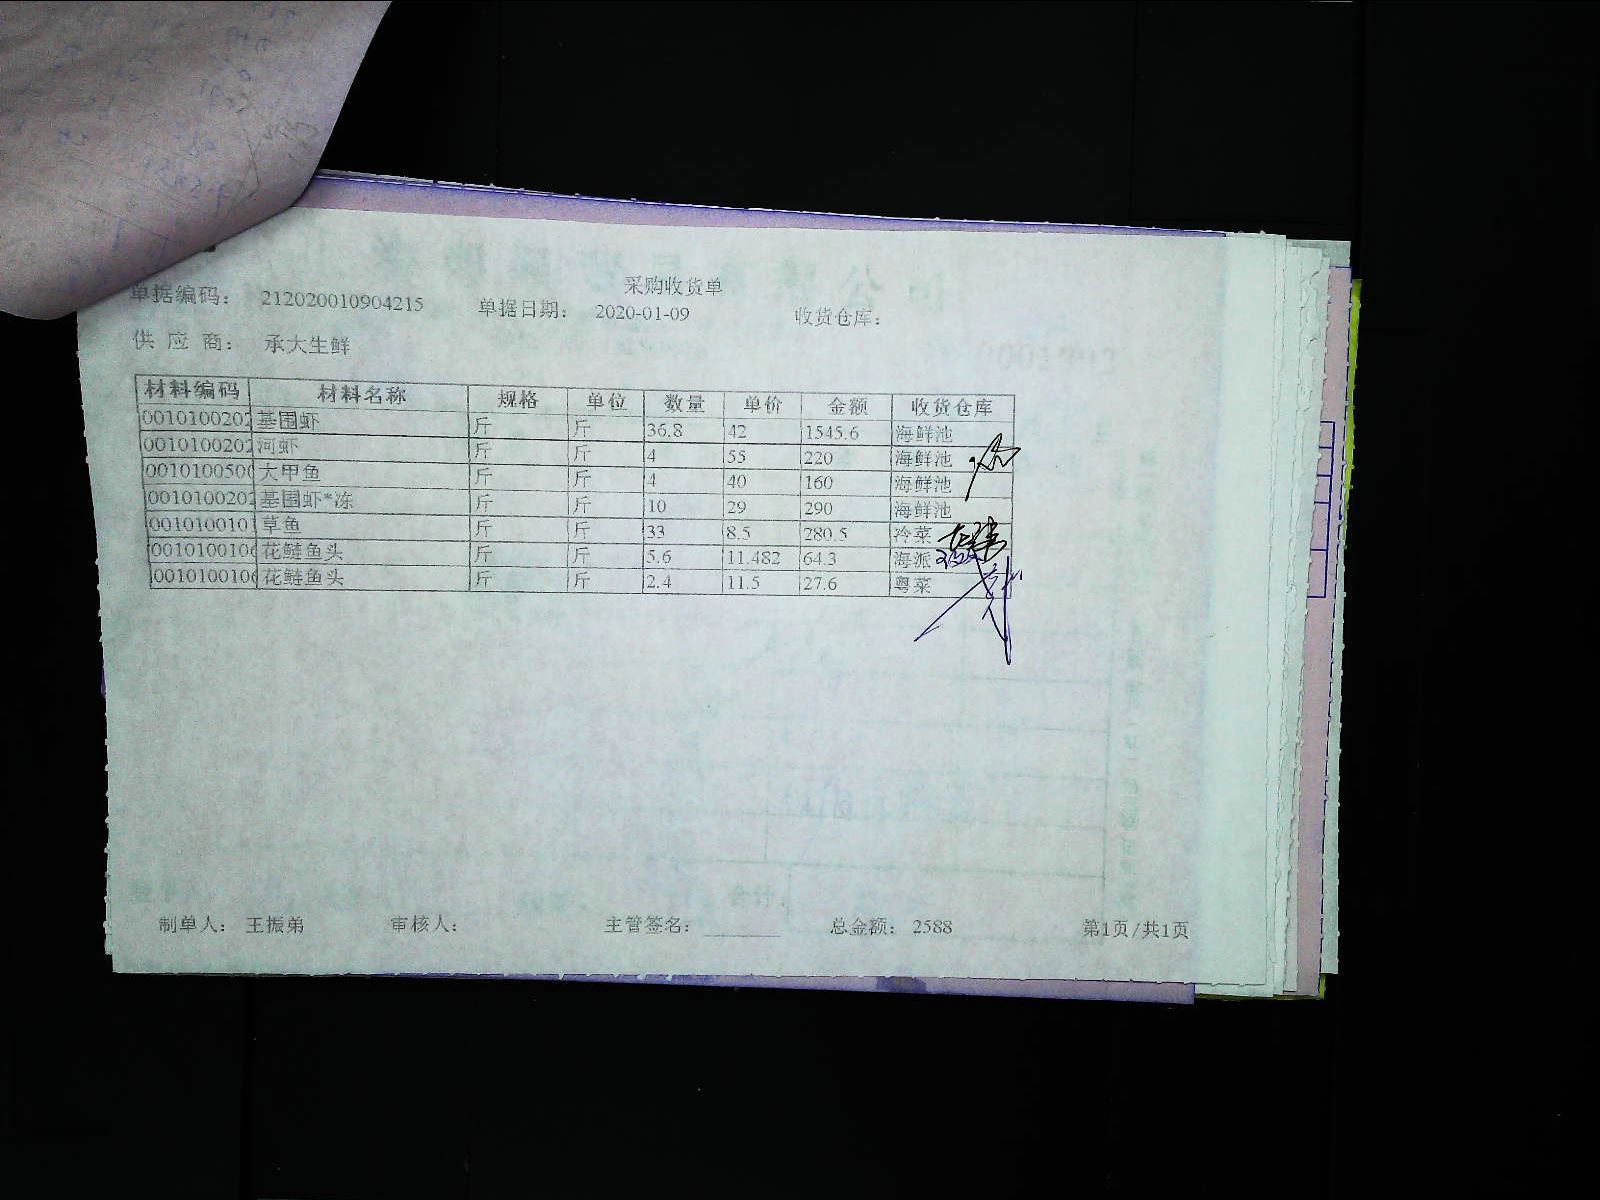 采购收货单
单据编码： 212020010904215 单据日期： 2020-01-09 收货仓库：
供 应 商： 承大生鲜
材料编码 材料名称 规格 单位 数量 单价 金额 收货仓库
0010100202 基围虾 斤 斤 36.8 42 1545.6 海鲜池
0010100202 河虾 斤 斤 4 55 220 海鲜池
0010100500 大甲鱼 斤 斤 4 40 160 海鲜池
0010100202 基围虾*冻 斤 斤 10 29 290 海鲜池
0010100101 草鱼 斤 斤 33 8.5 280.5 冷菜
0010100106 花鲢鱼头 斤 斤 5.6 11.482 64.3 海派
0010100106 花鲢鱼头 斤 斤 2.4 11.5 27.6 粤菜
制单人： 王振弟 审核人： 主管签名： 总金额： 2588 第1页/共1页